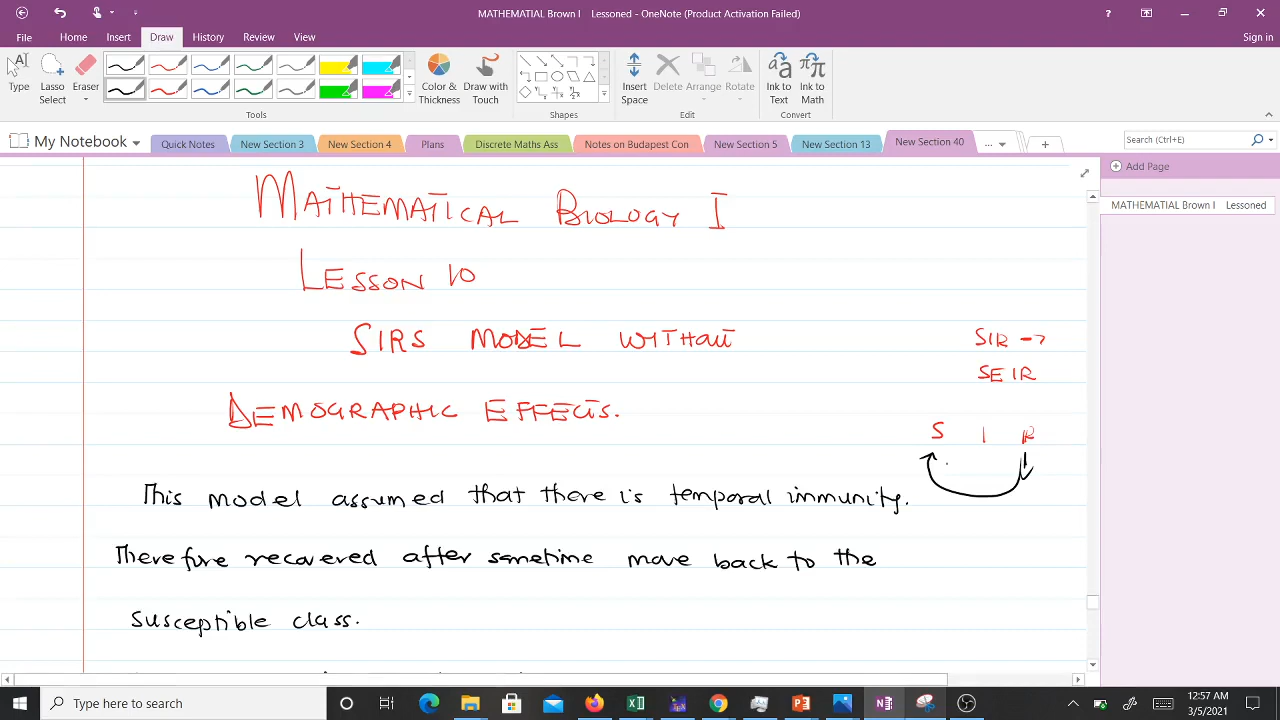 MATHEMATIAL Brown I    Lessoned - OneNote (Product Activation Failed)
File Home Insert Draw History Review View Sign in
Type
Lasso Select
Eraser
Color & Thickness
Draw with Touch
Insert Space
Delete
Arrange
Rotate
Ink to Text
Ink to Math
Tools Shapes Edit Convert
My Notebook Quick Notes New Section 3 New Section 4 Plans Discrete Maths Ass Notes on Budapest Con New Section 5 New Section 13 New Section 40 ... Search (Ctrl+E)
Add Page
MATHEMATIAL Brown I    Lessoned
MATHEMATICAL BIOLOGY I
LESSON 10
SIRS MODEL WITHOUT
SIR →
SEIR
DEMOGRAPHIC EFFECTS.
S I R
This model assumed that there is temporal immunity.
Therefore recovered after sometime move back to the
susceptible class.
Type here to search
12:57 AM
3/5/2021